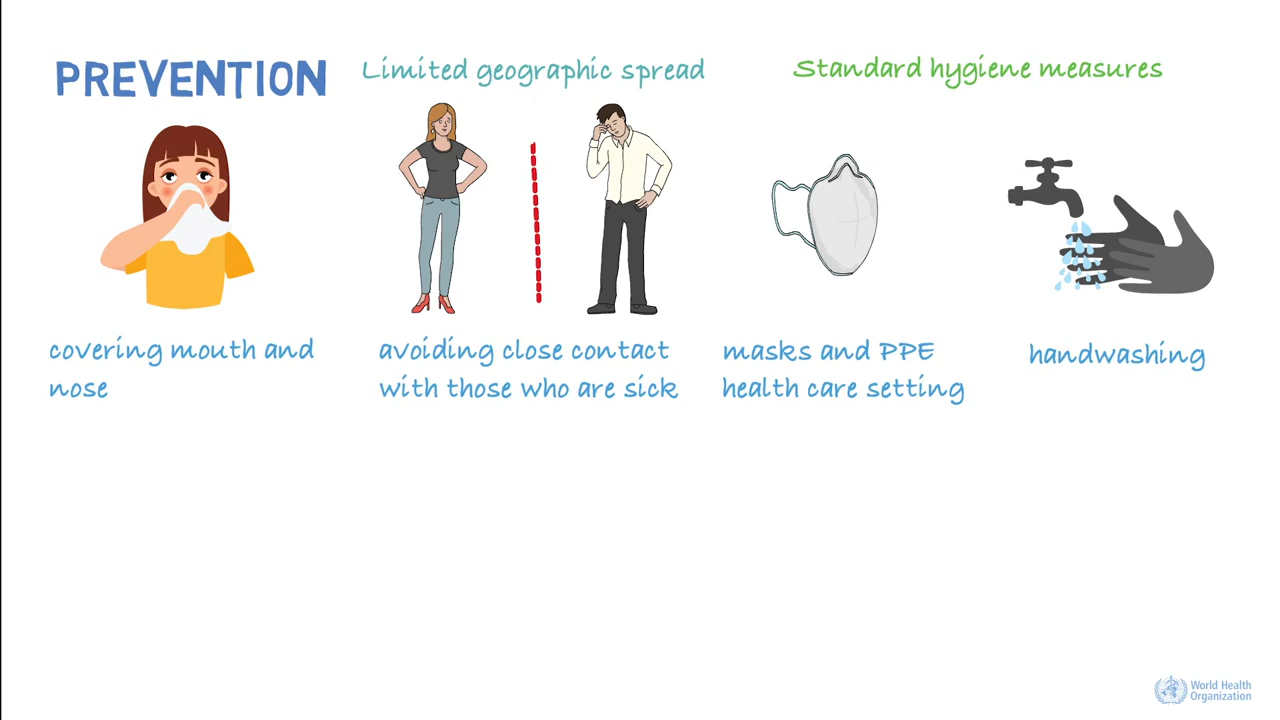 PREVENTION
Limited geographic spread
Standard hygiene measures
covering mouth and
nose
avoiding close contact
with those who are sick
masks and PPE
health care setting
handwashing
World Health
Organization